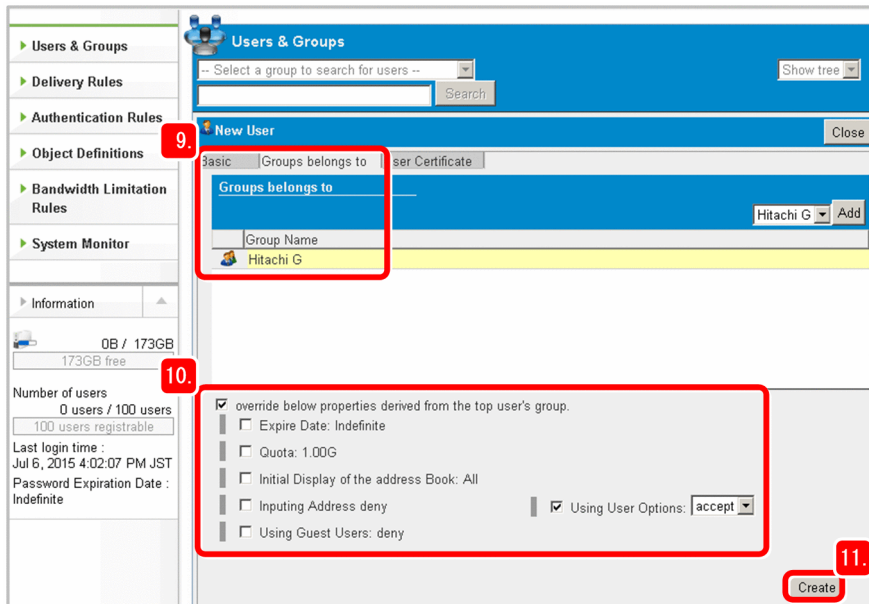 Users & Groups
Delivery Rules
Authentication Rules
Object Definitions
Bandwidth Limitation
Rules
System Monitor
Information
0B / 173GB
173GB free
Number of users
0 users / 100 users
100 users registrable
Last login time :
Jul 6, 2015 4:02:07 PM JST
Password Expiration Date :
Indefinite
Users & Groups
-- Select a group to search for users --
Show tree
Search
9.
New User
Close
Basic Groups belongs to User Certificate
Groups belongs to
Hitachi G Add
Group Name
Hitachi G
10.
override below properties derived from the top user's group.
Expire Date: Indefinite
Quota: 1.00G
Initial Display of the address Book: All
Inputing Address deny
Using User Options: accept
Using Guest Users: deny
11.
Create